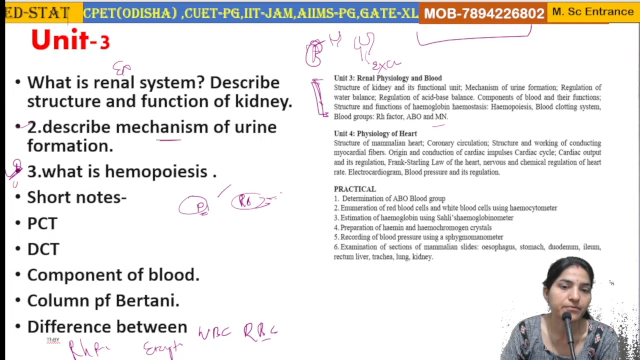 ED-STAT
CPET(ODISHA) ,CUET-PG,IIT-JAM,AIIMS-PG,GATE-XL
MOB-7894226802
M. Sc Entrance
Unit-3
• What is renal system? Describe
structure and function of kidney.
• 2.describe mechanism of urine
formation.
• 3.what is hemopoiesis .
• Short notes-
• PCT
• DCT
• Component of blood.
• Column pf Bertani.
• Difference between
WBC RBC
Unit 3: Renal Physiology and Blood
Structure of kidney and its functional unit; Mechanism of urine formation; Regulation of
water balance; Regulation of acid-base balance. Components of blood and their functions;
Structure and functions of haemoglobin haemostasis: Haemopoiesis, Blood clotting system,
Blood groups: Rh factor, ABO and MN.
Unit 4: Physiology of Heart
Structure of mammalian heart; Coronary circulation; Structure and working of conducting
myocardial fibers. Origin and conduction of cardiac impulses Cardiac cycle; Cardiac output
and its regulation, Frank-Starling Law of the heart, nervous and chemical regulation of heart
rate. Electrocardiogram, Blood pressure and its regulation.
PRACTICAL
1. Determination of ABO Blood group
2. Enumeration of red blood cells and white blood cells using haemocytometer
3. Estimation of haemoglobin using Sahli'shaemoglobinometer
4. Preparation of haemin and haemochromogen crystals
5. Recording of blood pressure using a sphygmomanometer
6. Examination of sections of mammalian slides: oesophagus, stomach, duodenum, ileum,
rectum liver, trachea, lung, kidney.